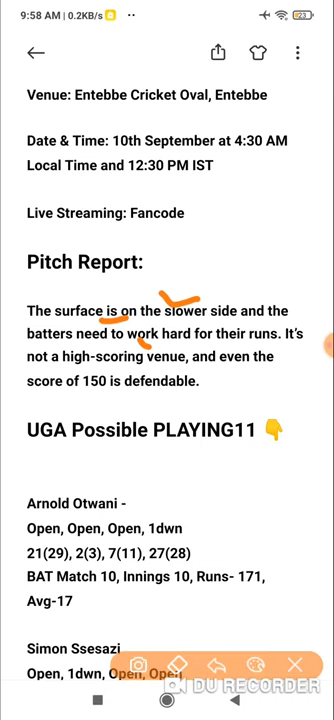 9:58 AM | 0.2KB/s
23
Venue: Entebbe Cricket Oval, Entebbe
Date & Time: 10th September at 4:30 AM
Local Time and 12:30 PM IST
Live Streaming: Fancode
Pitch Report:
The surface is on the slower side and the
batters need to work hard for their runs. It's
not a high-scoring venue, and even the
score of 150 is defendable.
UGA Possible PLAYING11 👇
Arnold Otwani -
Open, Open, Open, 1dwn
21(29), 2(3), 7(11), 27(28)
BAT Match 10, Innings 10, Runs- 171,
Avg-17
Simon Ssesazi
Open, 1dwn, Open, Open
DU RECORDER